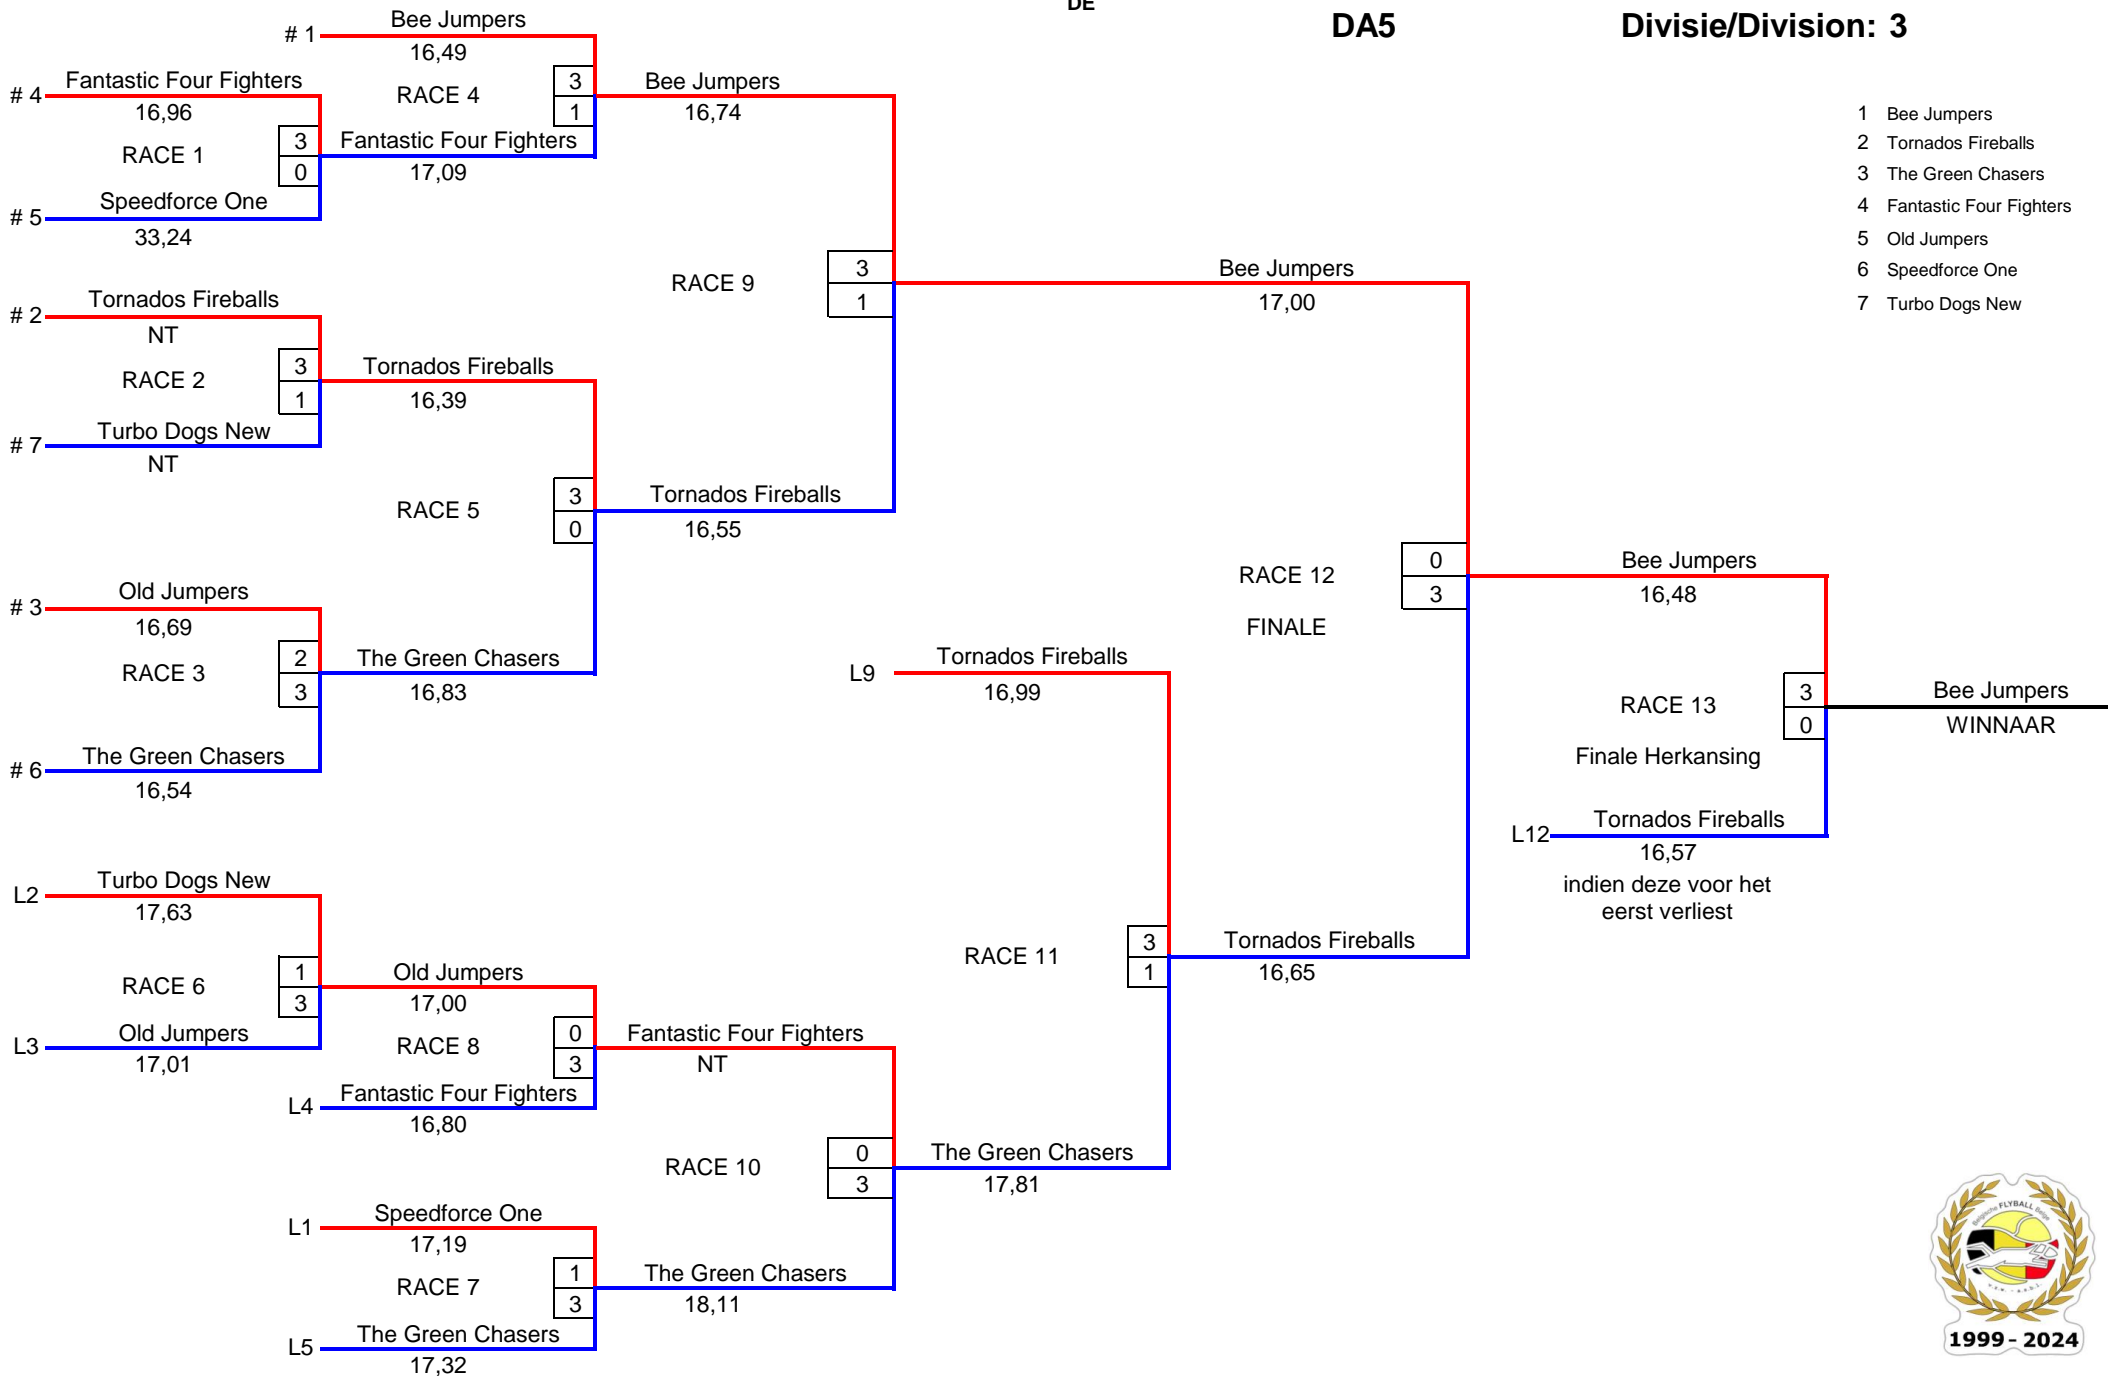 DE
DA5
Divisie/Division: 3
# 1
Bee Jumpers
16,49
RACE 4
3
1
# 4
Fantastic Four Fighters
16,96
RACE 1
3
0
Fantastic Four Fighters
17,09
# 5
Speedforce One
33,24
Bee Jumpers
16,74
1 Bee Jumpers
2 Tornados Fireballs
3 The Green Chasers
4 Fantastic Four Fighters
5 Old Jumpers
6 Speedforce One
7 Turbo Dogs New
RACE 9
3
1
Bee Jumpers
17,00
# 2
Tornados Fireballs
NT
RACE 2
3
1
Tornados Fireballs
16,39
# 7
Turbo Dogs New
NT
RACE 5
3
0
Tornados Fireballs
16,55
# 3
Old Jumpers
16,69
RACE 3
2
3
The Green Chasers
16,83
# 6
The Green Chasers
16,54
RACE 12
0
3
FINALE
Bee Jumpers
16,48
L9
Tornados Fireballs
16,99
RACE 13
3
0
Finale Herkansing
Bee Jumpers
WINNAAR
L12
Tornados Fireballs
16,57
indien deze voor het
eerst verliest
L2
Turbo Dogs New
17,63
RACE 6
1
3
L3
Old Jumpers
17,01
Old Jumpers
17,00
RACE 8
0
3
L4
Fantastic Four Fighters
16,80
Fantastic Four Fighters
NT
RACE 11
3
1
Tornados Fireballs
16,65
RACE 10
0
3
The Green Chasers
17,81
L1
Speedforce One
17,19
RACE 7
1
3
The Green Chasers
18,11
L5
The Green Chasers
17,32
Belgische FLYBALL Belge
v.z.w. - a.s.b.l.
1999 - 2024